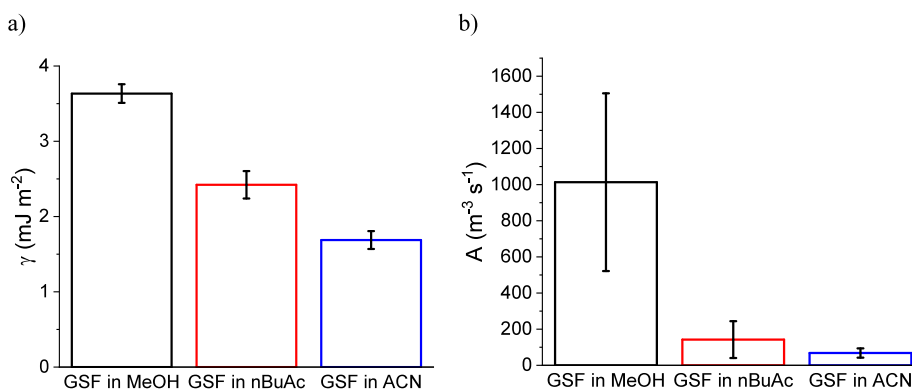 a)
γ (mJ m⁻²)
4
3
2
1
0
GSF in MeOH GSF in nBuAc GSF in ACN
b)
A (m⁻³ s⁻¹)
1600
1400
1200
1000
800
600
400
200
0
GSF in MeOH GSF in nBuAc GSF in ACN